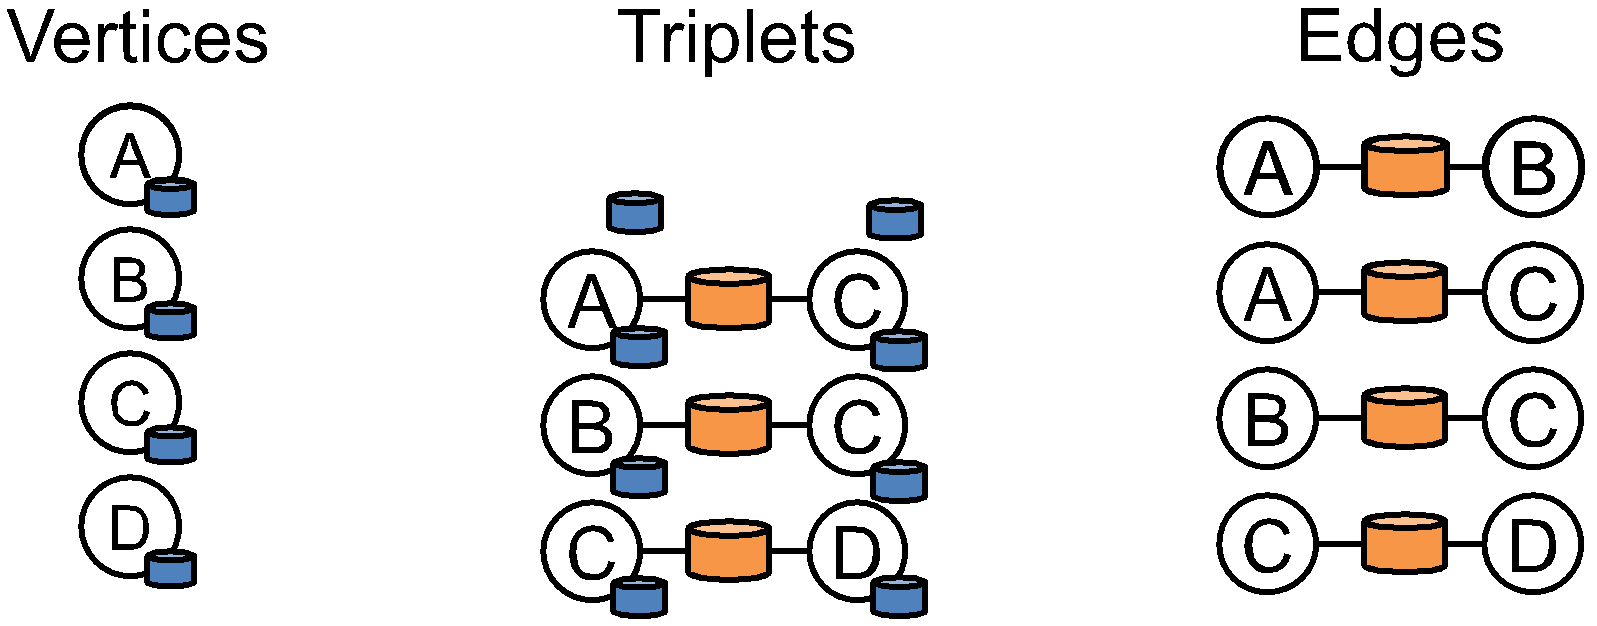 Vertices
A
B
C
D
Triplets
A C
B C
C D
Edges
A B
A C
B C
C D